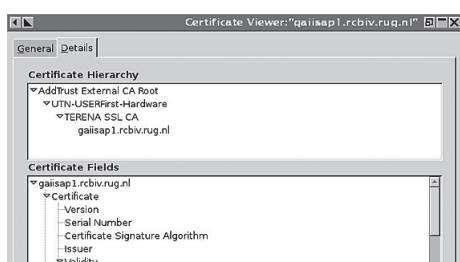 Certificate Viewer:"gaiisap1.rcbiv.rug.nl"
General Details
Certificate Hierarchy
AddTrust External CA Root
UTN-USERFirst-Hardware
TERENA SSL CA
gaiisap1.rcbiv.rug.nl
Certificate Fields
gaiisap1.rcbiv.rug.nl
Certificate
Version
Serial Number
Certificate Signature Algorithm
Issuer
Validity